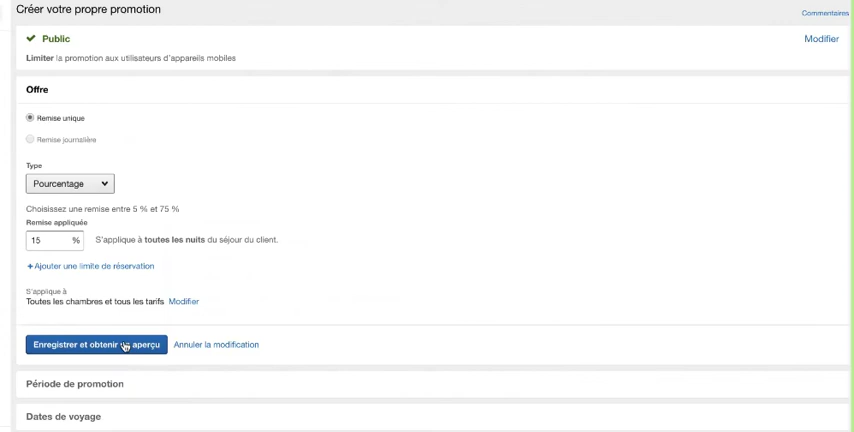 Créer votre propre promotion
Commentaires
Public
Modifier
Limiter la promotion aux utilisateurs d'appareils mobiles
Offre
Remise unique
Remise journalière
Type
Pourcentage
Choisissez une remise entre 5 % et 75 %
Remise appliquée
15 % S'applique à toutes les nuits du séjour du client.
+ Ajouter une limite de réservation
S'applique à
Toutes les chambres et tous les tarifs Modifier
Enregistrer et obtenir un aperçu Annuler la modification
Période de promotion
Dates de voyage